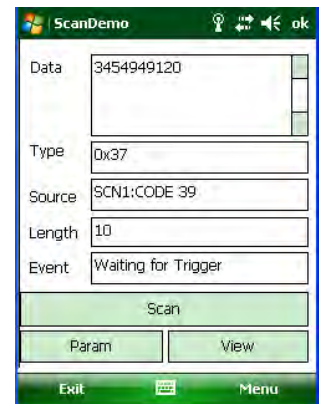 ScanDemo ok
Data 3454949120
Type 0x37
Source SCN1:CODE 39
Length 10
Event Waiting for Trigger
Scan
Param View
Exit Menu